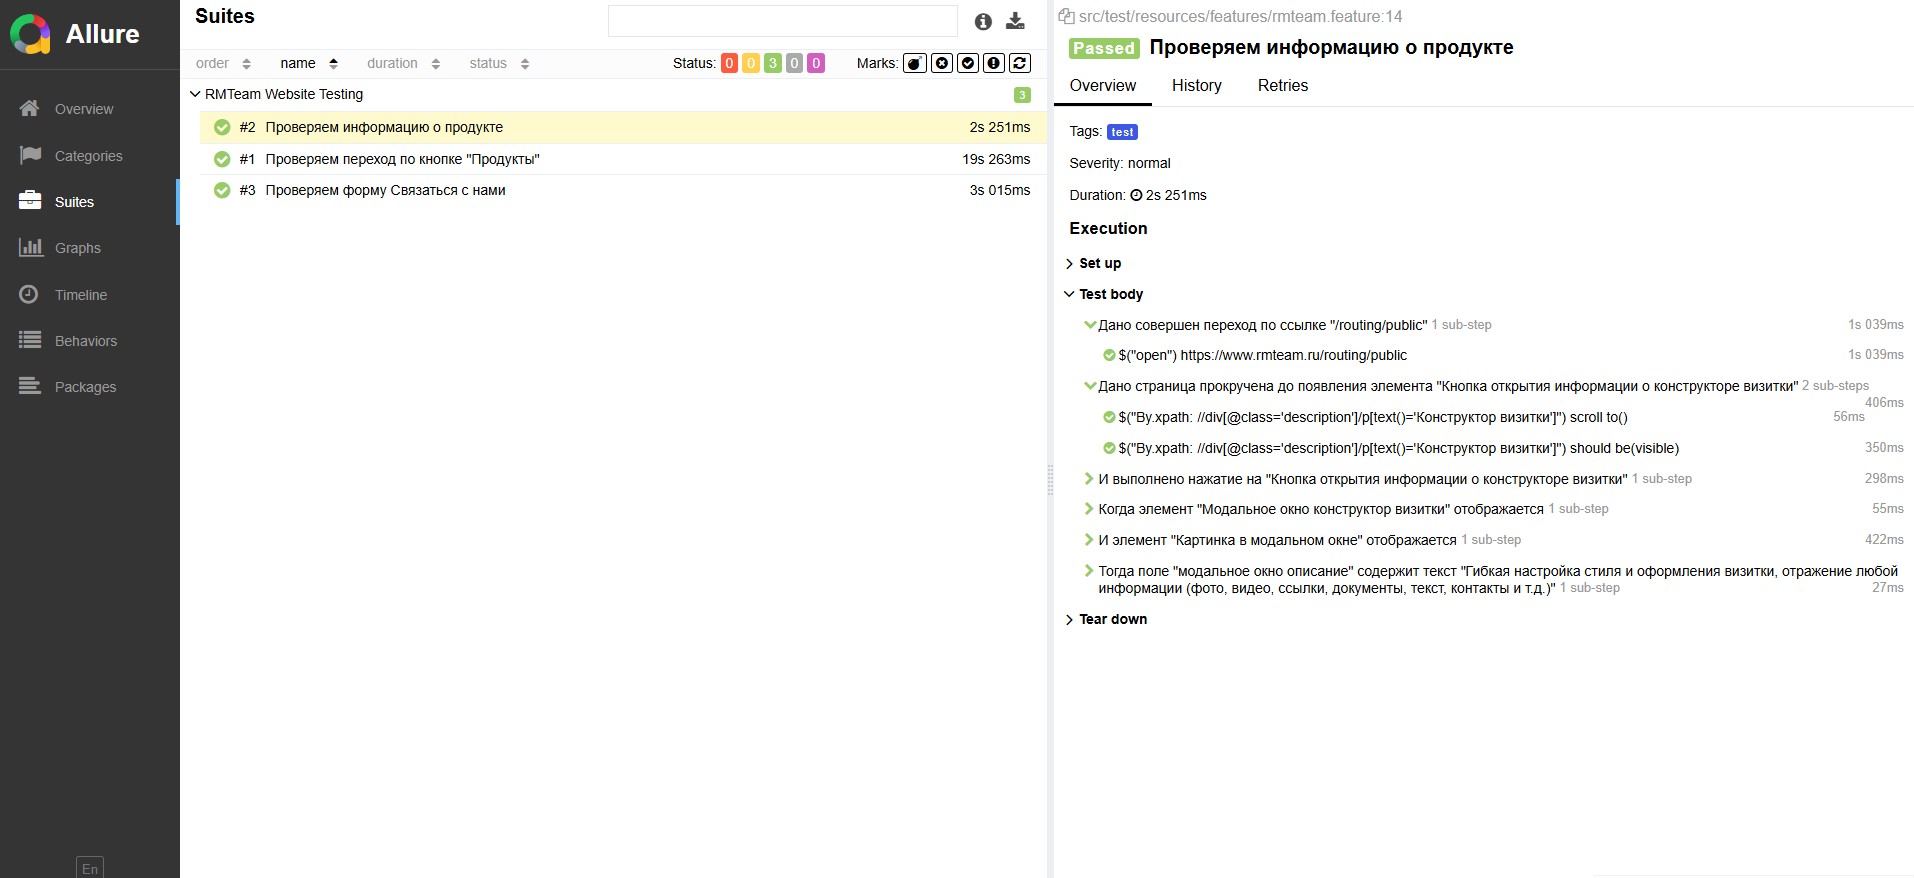 Allure
Overview
Categories
Suites
Graphs
Timeline
Behaviors
Packages
En
Suites
order name duration status Status: 0 0 3 0 0 Marks:
RMTeam Website Testing 3
#2 Проверяем информацию о продукте 2s 251ms
#1 Проверяем переход по кнопке "Продукты" 19s 263ms
#3 Проверяем форму Связаться с нами 3s 015ms
src/test/resources/features/rmteam.feature:14
Passed Проверяем информацию о продукте
Overview History Retries
Tags: test
Severity: normal
Duration: 2s 251ms
Execution
Set up
Test body
Дано совершен переход по ссылке "/routing/public" 1 sub-step 1s 039ms
$("open") https://www.rmteam.ru/routing/public 1s 039ms
Дано страница прокручена до появления элемента "Кнопка открытия информации о конструкторе визитки" 2 sub-steps
406ms
$("By.xpath: //div[@class='description']/p[text()='Конструктор визитки']") scroll to() 56ms
$("By.xpath: //div[@class='description']/p[text()='Конструктор визитки']") should be(visible) 350ms
И выполнено нажатие на "Кнопка открытия информации о конструкторе визитки" 1 sub-step 298ms
Когда элемент "Модальное окно конструктор визитки" отображается 1 sub-step 55ms
И элемент "Картинка в модальном окне" отображается 1 sub-step 422ms
Тогда поле "модальное окно описание" содержит текст "Гибкая настройка стиля и оформления визитки, отражение любой
информации (фото, видео, ссылки, документы, текст, контакты и т.д.)" 1 sub-step 27ms
Tear down